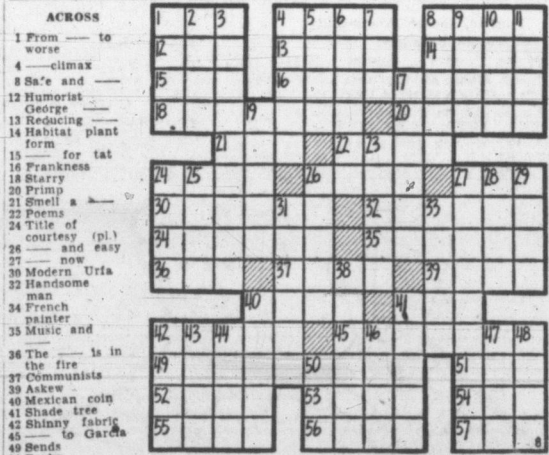 ACROSS
1 From —— to
worse
4 ——climax
8 Safe and ——
12 Humorist
George ——
13 Reducing ——
14 Habitat plant
form
15 —— for tat
16 Frankness
18 Starry
20 Primp
21 Smell a ——
22 Poems
24 Title of
courtesy (pl.)
26 —— and easy
27 —— now
30 Modern Urfa
32 Handsome
man
34 French
painter
35 Music and
——
36 The —— is in
the fire
37 Communists
39 Askew
40 Mexican coin
41 Shade tree
42 Shinny fabric
45 —— to Garcia
49 Sends
1 2 3 4 5 6 7 8 9 10 11
12 13 14
15 16 17
18 19 20
21 22 23
24 25 26 27 28 29
30 31 32 33
34 35
36 37 38 39
40 41
42 43 44 45 46 47 48
49 50 51
52 53 54
55 56 57
8